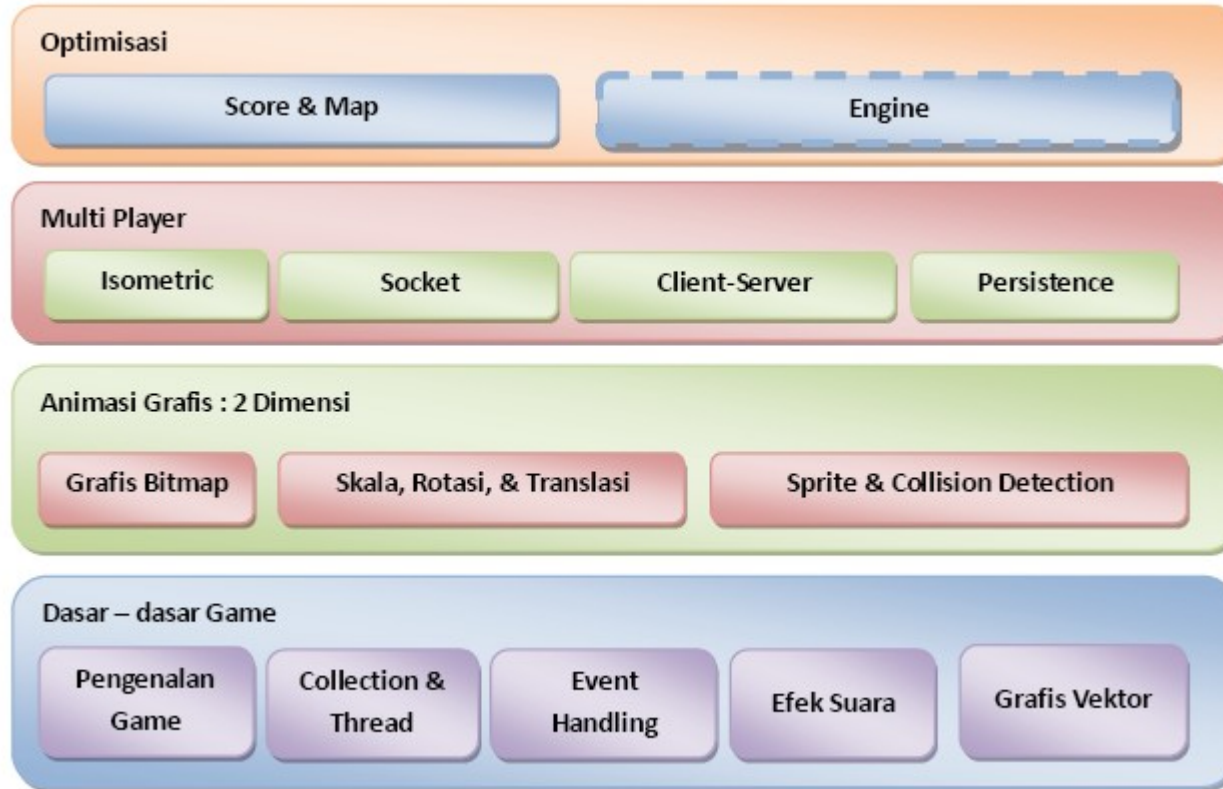 Optimisasi
Score & Map
Engine
Multi Player
Isometric
Socket
Client-Server
Persistence
Animasi Grafis : 2 Dimensi
Grafis Bitmap
Skala, Rotasi, & Translasi
Sprite & Collision Detection
Dasar – dasar Game
Pengenalan
Game
Collection &
Thread
Event
Handling
Efek Suara
Grafis Vektor